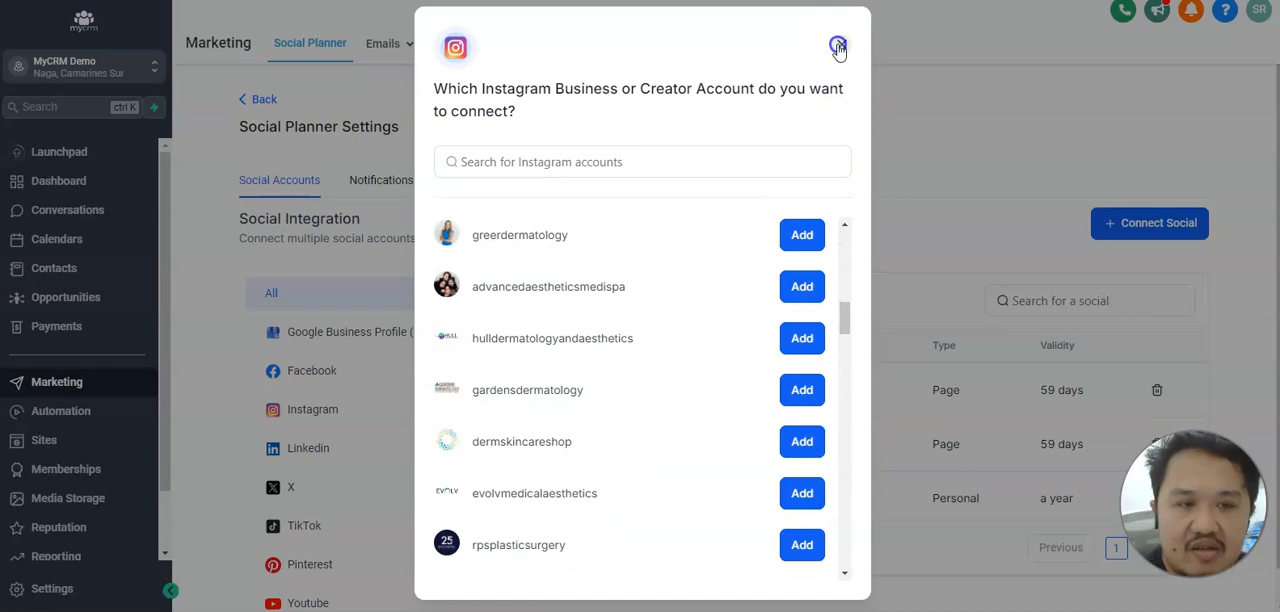 mycrm
MyCRM Demo
Naga, Camarines Sur
Search
ctrl K
Launchpad
Dashboard
Conversations
Calendars
Contacts
Opportunities
Payments
Marketing
Automation
Sites
Memberships
Media Storage
Reputation
Reporting
Settings
Marketing
Social Planner
Emails
SR
Back
Social Planner Settings
Social Accounts
Notifications
Social Integration
Connect multiple social accounts
+ Connect Social
All
Google Business Profile (
Facebook
Instagram
Linkedin
X
TikTok
Pinterest
Youtube
Which Instagram Business or Creator Account do you want
to connect?
Search for Instagram accounts
greerdermatology
Add
advancedaestheticsmedispa
Add
HULL
hulldermatologyandaesthetics
Add
gardensdermatology
Add
dermskincareshop
Add
EVOLV
evolvmedicalaesthetics
Add
25
rpsplasticsurgery
Add
Search for a social
Type
Validity
Page
59 days
Page
59 days
Personal
a year
Previous
1